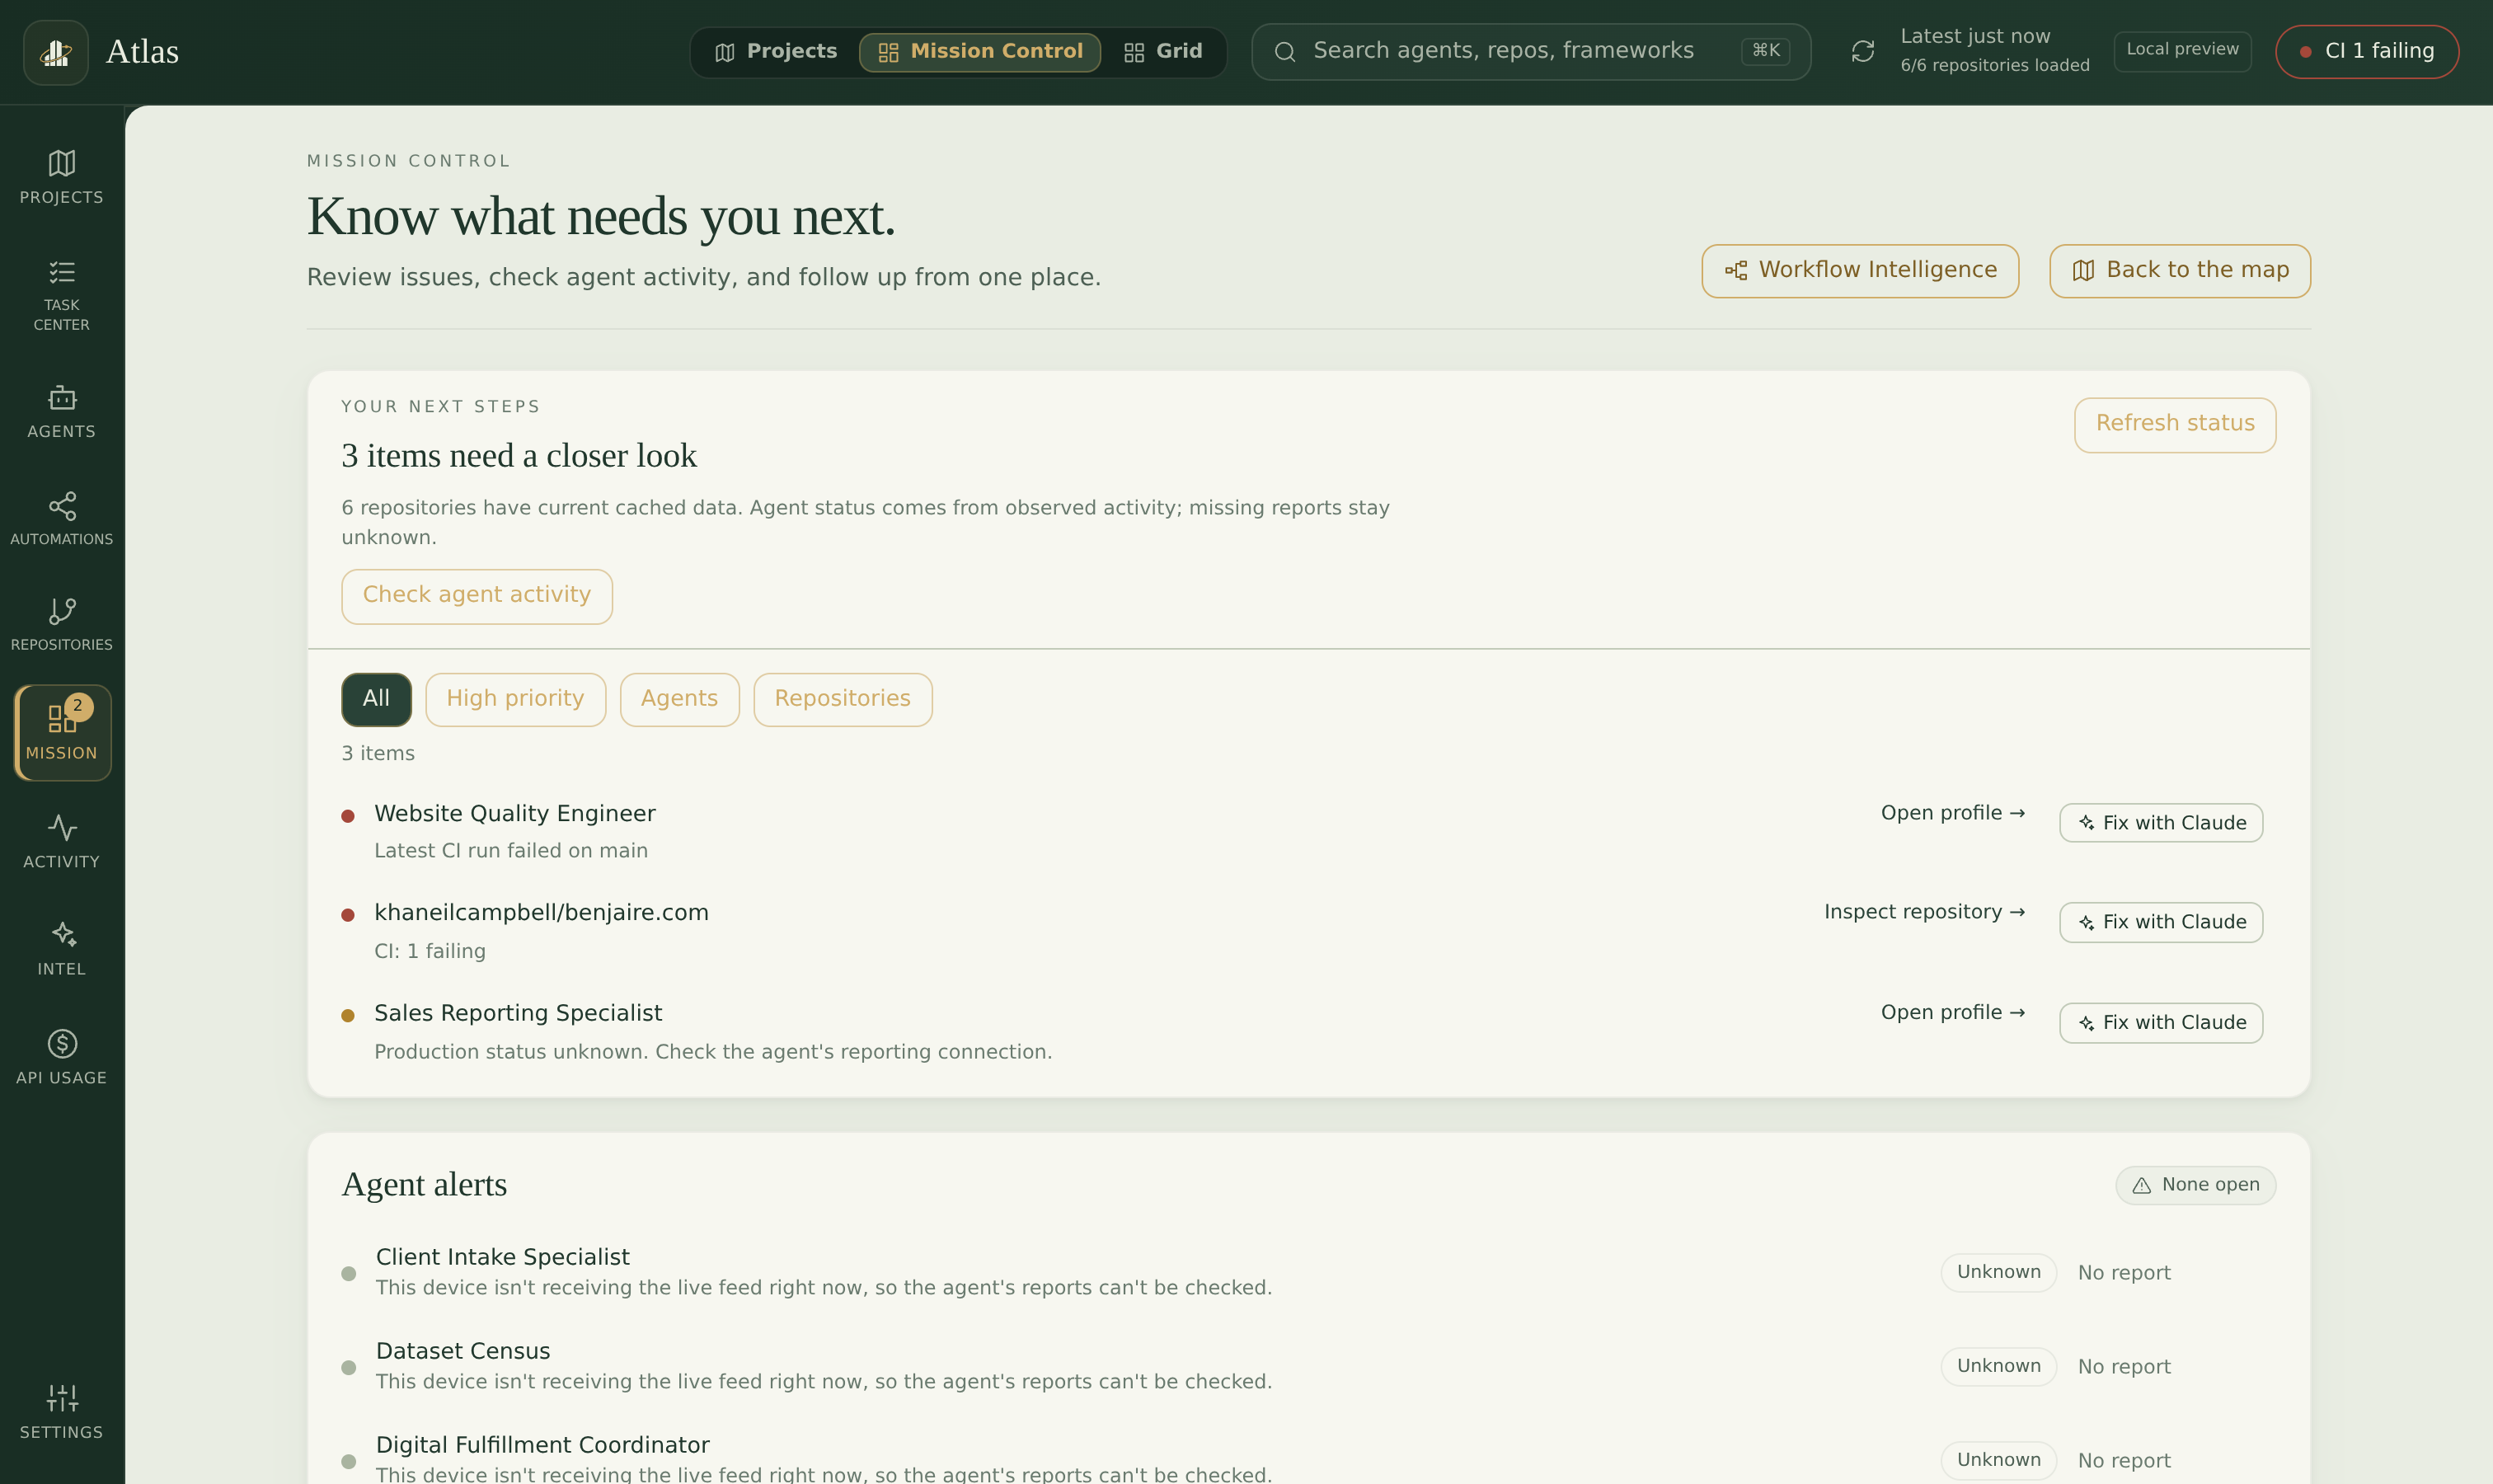 Atlas
Projects
Mission Control
Grid
Search agents, repos, frameworks
⌘K
Latest just now
6/6 repositories loaded
Local preview
CI 1 failing
PROJECTS
TASK
CENTER
AGENTS
AUTOMATIONS
REPOSITORIES
2
MISSION
ACTIVITY
INTEL
API USAGE
SETTINGS
MISSION CONTROL
Know what needs you next.
Review issues, check agent activity, and follow up from one place.
Workflow Intelligence
Back to the map
YOUR NEXT STEPS
Refresh status
3 items need a closer look
6 repositories have current cached data. Agent status comes from observed activity; missing reports stay
unknown.
Check agent activity
All
High priority
Agents
Repositories
3 items
Website Quality Engineer
Latest CI run failed on main
Open profile →
Fix with Claude
khaneilcampbell/benjaire.com
CI: 1 failing
Inspect repository →
Fix with Claude
Sales Reporting Specialist
Production status unknown. Check the agent's reporting connection.
Open profile →
Fix with Claude
Agent alerts
None open
Client Intake Specialist
This device isn't receiving the live feed right now, so the agent's reports can't be checked.
Unknown
No report
Dataset Census
This device isn't receiving the live feed right now, so the agent's reports can't be checked.
Unknown
No report
Digital Fulfillment Coordinator
This device isn't receiving the live feed right now, so the agent's reports can't be checked.
Unknown
No report